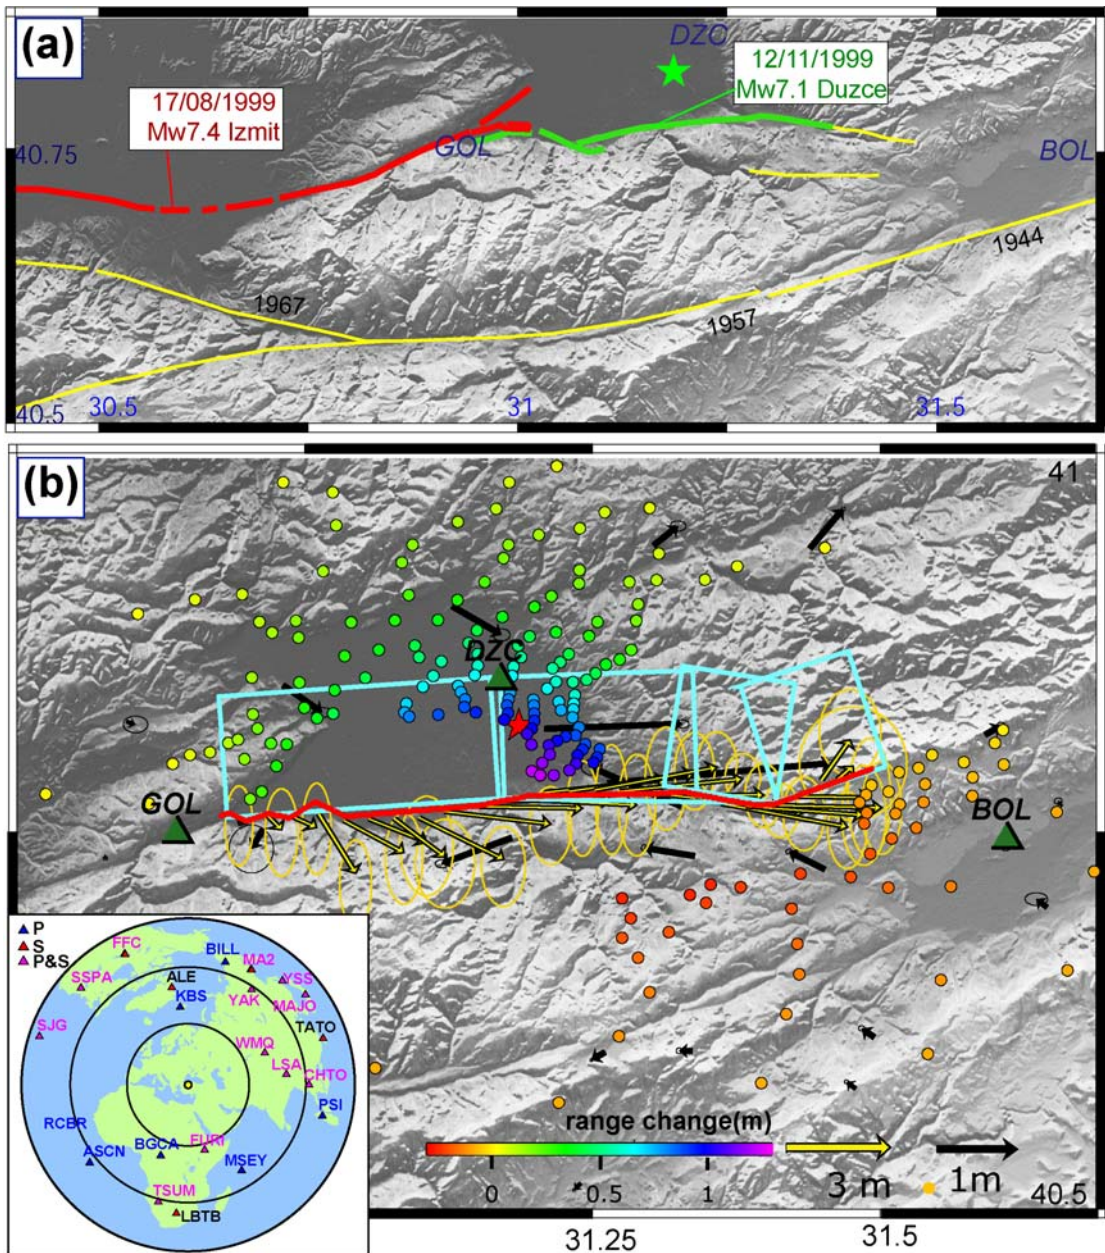 (a)
DZC
17/08/1999
Mw7.4 Izmit
12/11/1999
Mw7.1 Duzce
40.75
GOL
BOL
1944
1967
1957
40.5
30.5
31
31.5
(b)
41
DZC
GOL
BOL
P
S
P&S
FFC
BILL
MA2
SSPA
ALE
YSS
KBS
YAK
MAJO
SJG
TATO
WMQ
LSA
CHTO
PSI
RCBR
BGCA
FURI
ASCN
MSEY
TSUM
LBTB
range change(m)
0
0.5
1
3 m
1m
40.5
31.25
31.5